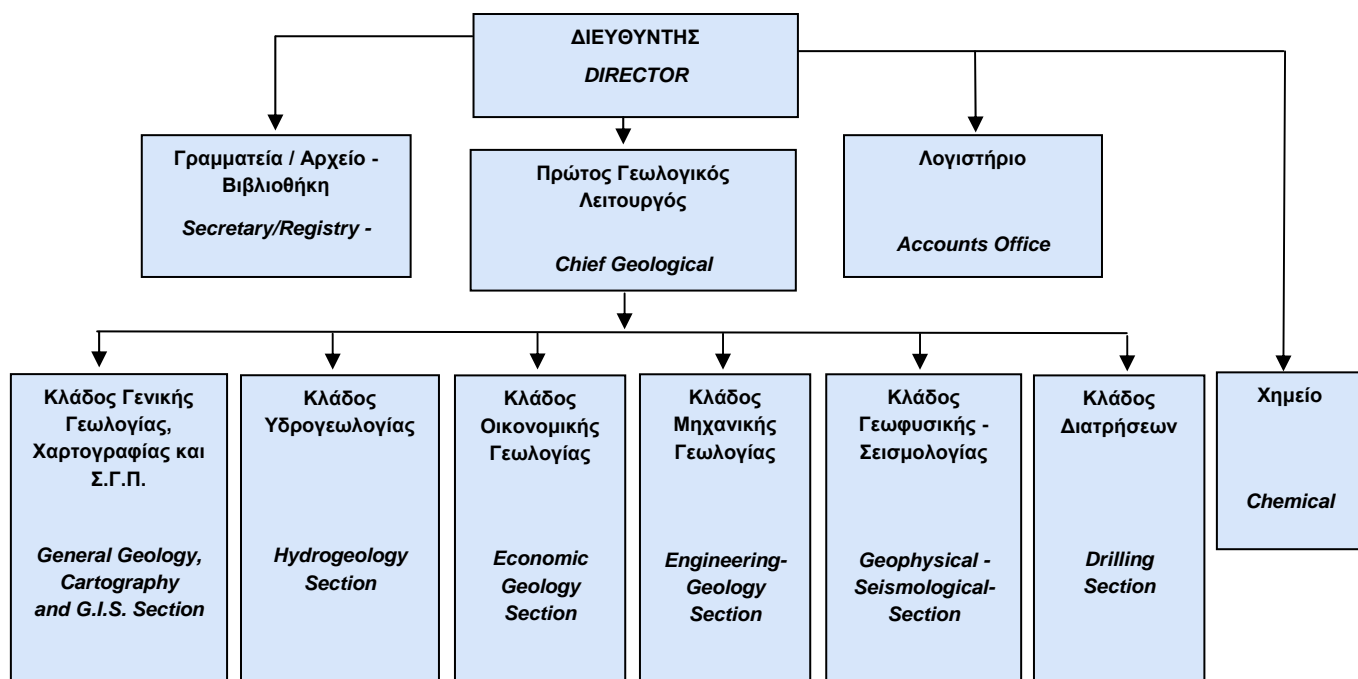 ΔΙΕΥΘΥΝΤΗΣ
DIRECTOR
Γραμματεία / Αρχείο -
Βιβλιοθήκη
Secretary/Registry -
Πρώτος Γεωλογικός
Λειτουργός
Chief Geological
Λογιστήριο
Accounts Office
Κλάδος Γενικής
Γεωλογίας,
Χαρτογραφίας και
Σ.Γ.Π.
General Geology,
Cartography
and G.I.S. Section
Κλάδος
Υδρογεωλογίας
Hydrogeology
Section
Κλάδος
Οικονομικής
Γεωλογίας
Economic
Geology
Section
Κλάδος
Μηχανικής
Γεωλογίας
Engineering-
Geology
Section
Κλάδος
Γεωφυσικής -
Σεισμολογίας
Geophysical -
Seismological-
Section
Κλάδος
Διατρήσεων
Drilling
Section
Χημείο
Chemical